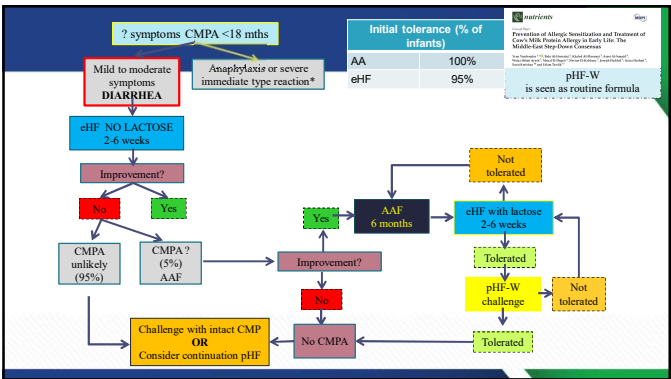 ? symptoms CMPA <18 mths
Initial tolerance (% of
infants)
AA 100%
eHF 95%
nutrients
Prevention of Allergic Sensitization and Treatment of
Cow's Milk Protein Allergy in Early Life: The
Middle-East Step-Down Consensus
pHF-W
is seen as routine formula
Mild to moderate
symptoms
DIARRHEA
Anaphylaxis or severe
immediate type reaction*
eHF NO LACTOSE
2-6 weeks
Improvement?
No
Yes
CMPA
unlikely
(95%)
CMPA ?
(5%)
AAF
Improvement?
Yes
No
AAF
6 months
Not
tolerated
eHF with lactose
2-6 weeks
Tolerated
pHF-W
challenge
Not
tolerated
Tolerated
No CMPA
Challenge with intact CMP
OR
Consider continuation pHF